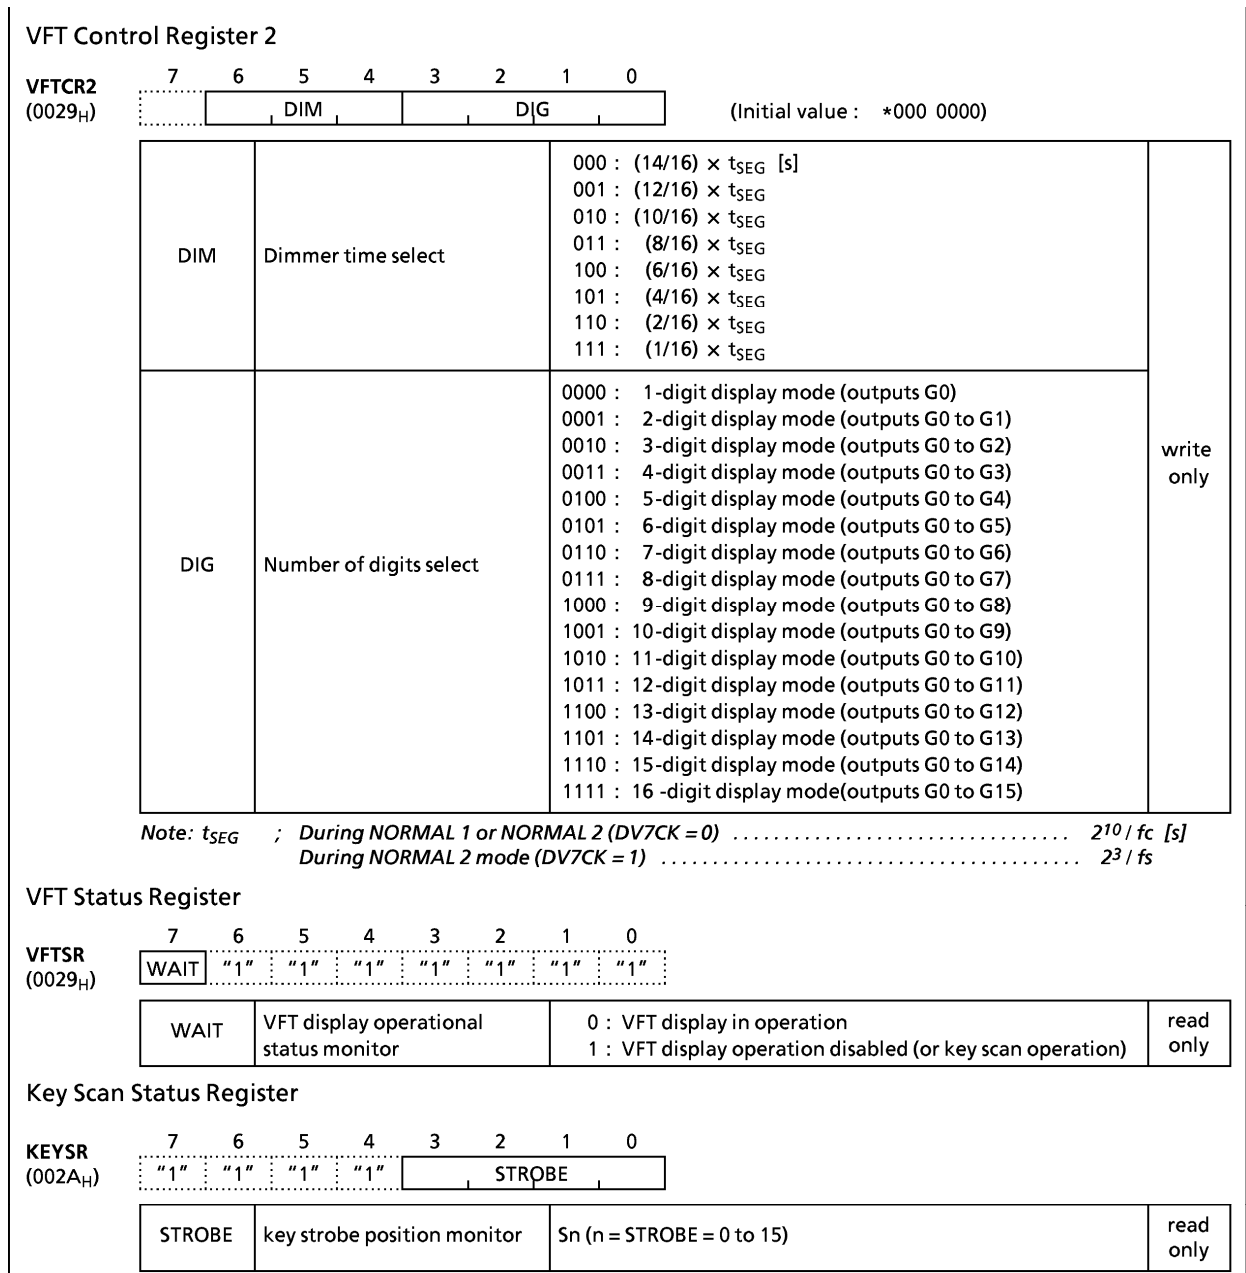 VFT Control Register 2
7 6 5 4 3 2 1 0
VFTCR2
(0029H)
DIM DIG (Initial value : *000 0000)
DIM Dimmer time select
000 : (14/16) × tSEG [s]
001 : (12/16) × tSEG
010 : (10/16) × tSEG
011 : (8/16) × tSEG
100 : (6/16) × tSEG
101 : (4/16) × tSEG
110 : (2/16) × tSEG
111 : (1/16) × tSEG
DIG Number of digits select
0000 : 1-digit display mode (outputs G0)
0001 : 2-digit display mode (outputs G0 to G1)
0010 : 3-digit display mode (outputs G0 to G2)
0011 : 4-digit display mode (outputs G0 to G3)
0100 : 5-digit display mode (outputs G0 to G4)
0101 : 6-digit display mode (outputs G0 to G5)
0110 : 7-digit display mode (outputs G0 to G6)
0111 : 8-digit display mode (outputs G0 to G7)
1000 : 9-digit display mode (outputs G0 to G8)
1001 : 10-digit display mode (outputs G0 to G9)
1010 : 11-digit display mode (outputs G0 to G10)
1011 : 12-digit display mode (outputs G0 to G11)
1100 : 13-digit display mode (outputs G0 to G12)
1101 : 14-digit display mode (outputs G0 to G13)
1110 : 15-digit display mode (outputs G0 to G14)
1111 : 16 -digit display mode(outputs G0 to G15)
write
only
Note: tSEG ; During NORMAL 1 or NORMAL 2 (DV7CK = 0) ................................. 2^10 / fc [s]
During NORMAL 2 mode (DV7CK = 1) ......................................... 2^3 / fs
VFT Status Register
7 6 5 4 3 2 1 0
VFTSR
(0029H)
WAIT “1” “1” “1” “1” “1” “1” “1”
WAIT
VFT display operational
status monitor
0 : VFT display in operation
1 : VFT display operation disabled (or key scan operation)
read
only
Key Scan Status Register
7 6 5 4 3 2 1 0
KEYSR
(002AH)
“1” “1” “1” “1” STROBE
STROBE key strobe position monitor Sn (n = STROBE = 0 to 15)
read
only